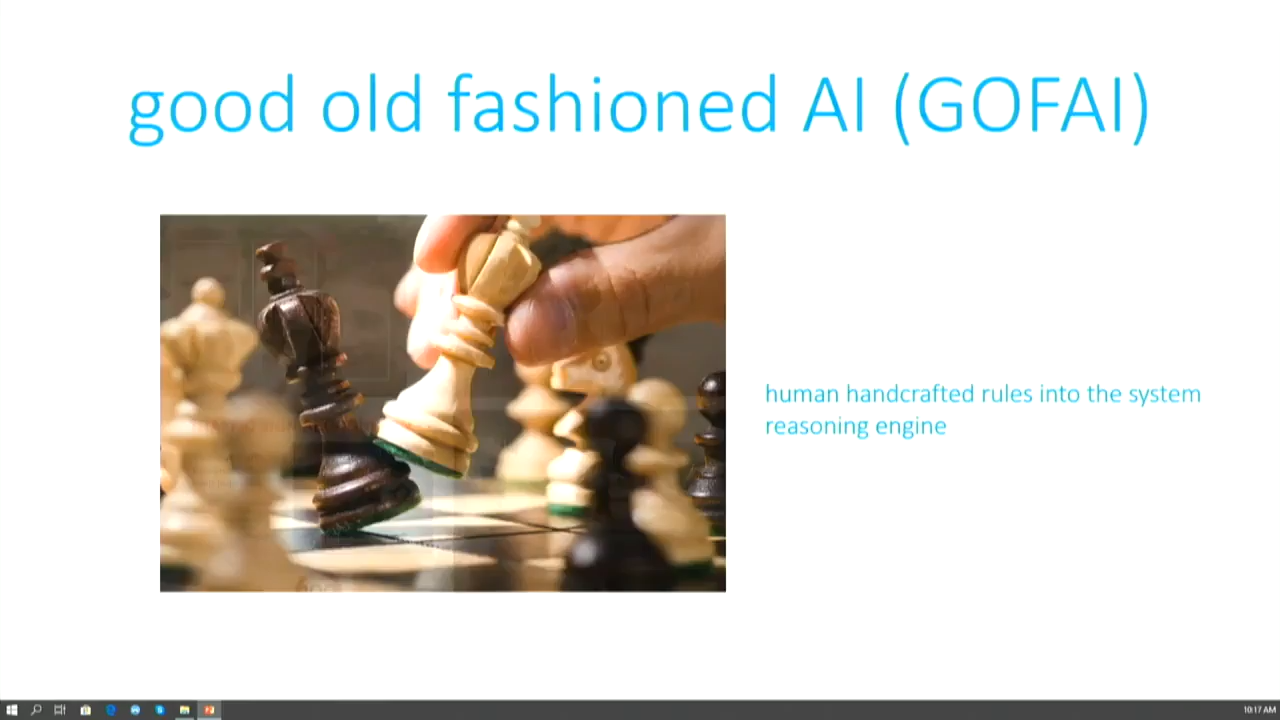 good old fashioned AI (GOFAI)
human handcrafted rules into the system
reasoning engine
10:17 AM